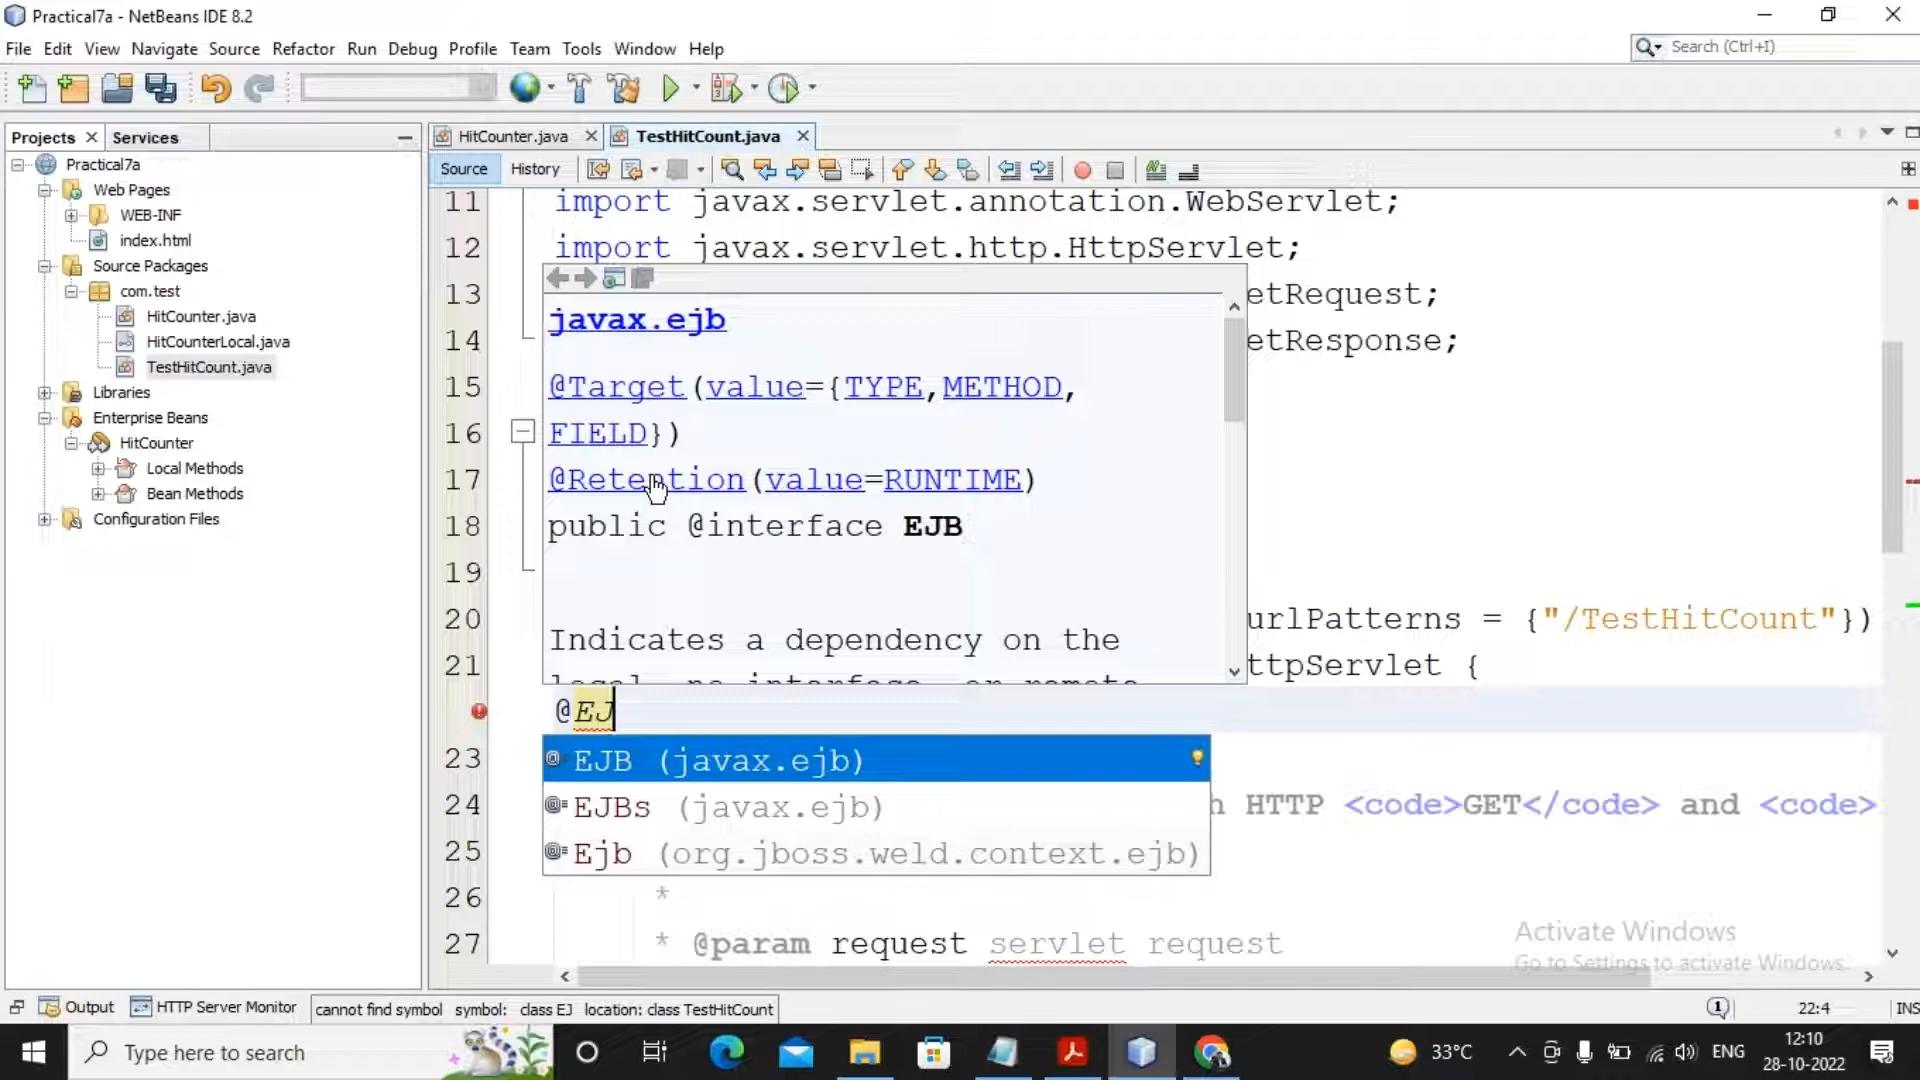 Practical7a - NetBeans IDE 8.2
File Edit View Navigate Source Refactor Run Debug Profile Team Tools Window Help
Search (Ctrl+I)
Projects
Services
HitCounter.java
TestHitCount.java
Source
History
Practical7a
Web Pages
WEB-INF
index.html
Source Packages
com.test
HitCounter.java
HitCounterLocal.java
TestHitCount.java
Libraries
Enterprise Beans
HitCounter
Local Methods
Bean Methods
Configuration Files
11 import javax.servlet.annotation.WebServlet;
12 import javax.servlet.http.HttpServlet;
13 etRequest;
14 etResponse;
15
16
17
18
19
20 urlPatterns = {"/TestHitCount"})
21 ttpServlet {
@EJ
23
24 h HTTP <code>GET</code> and <code>
25
26 *
27 * @param request servlet request
javax.ejb
@Target(value={TYPE,METHOD,
FIELD})
@Retention(value=RUNTIME)
public @interface EJB
Indicates a dependency on the
local, no-interface, or remote
EJB (javax.ejb)
EJBs (javax.ejb)
Ejb (org.jboss.weld.context.ejb)
Activate Windows
Go to Settings to activate Windows.
Output
HTTP Server Monitor
cannot find symbol symbol: class EJ location: class TestHitCount
1
22:4
INS
Type here to search
33°C
ENG
12:10
28-10-2022